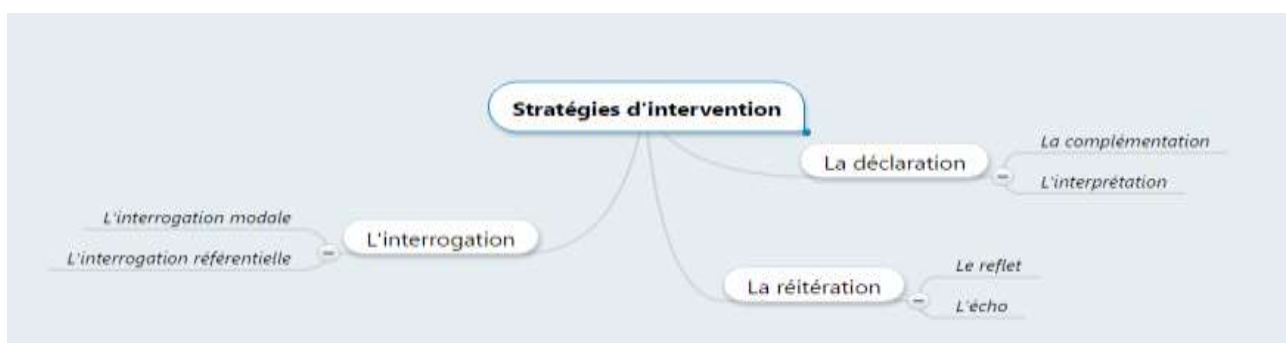 Stratégies d'intervention
La déclaration
La complémentation
L'interprétation
L'interrogation modale
L'interrogation référentielle
L'interrogation
La réitération
Le reflet
L'écho